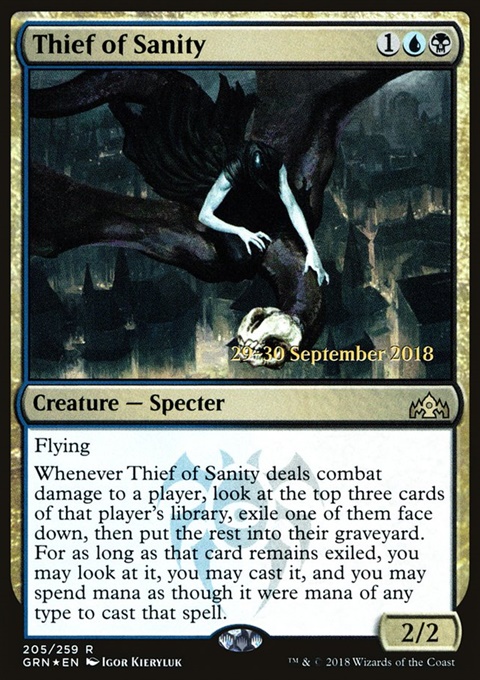 Thief of Sanity 1
29–30 September 2018
Creature — Specter
Flying
Whenever Thief of Sanity deals combat
damage to a player, look at the top three cards
of that player's library, exile one of them face
down, then put the rest into their graveyard.
For as long as that card remains exiled, you
may look at it, you may cast it, and you may
spend mana as though it were mana of any
type to cast that spell.
2/2
205/259 R
GRN★EN Igor Kieryluk
™ & © 2018 Wizards of the Coast